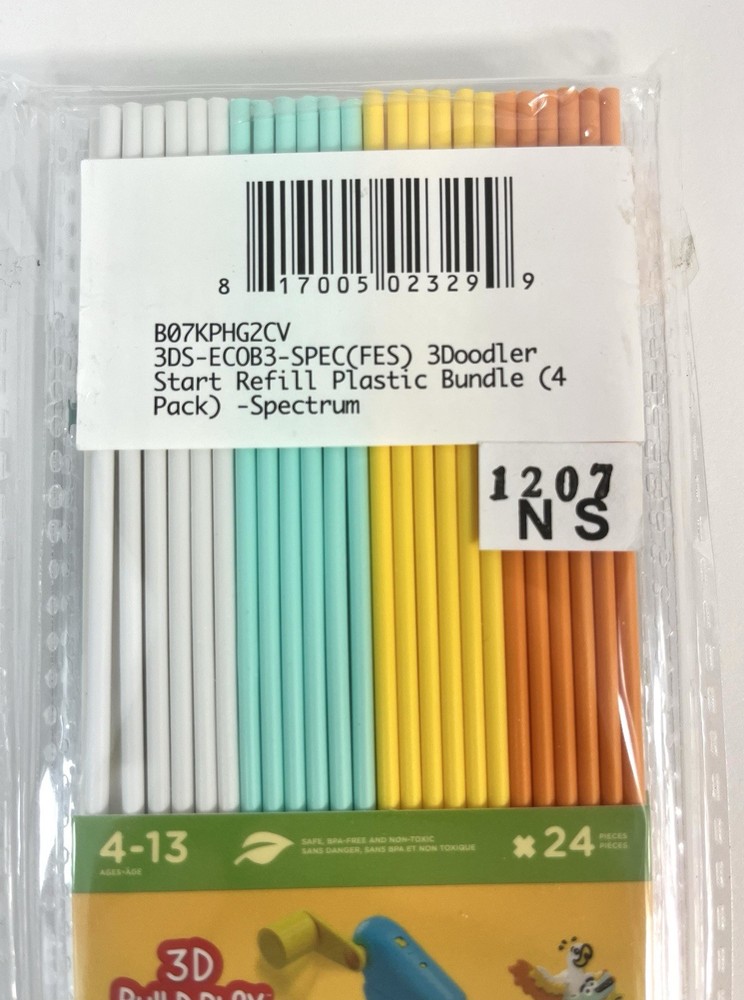 8 17005 02329 9
B07KPHG2CV
3DS-ECOB3-SPEC(FES) 3Doodler
Start Refill Plastic Bundle (4
Pack) -Spectrum
1207
NS
4-13
AGES·ÂGE
SAFE, BPA-FREE AND NON-TOXIC
SANS DANGER, SANS BPA ET NON TOXIQUE
×24
PIECES
PIÈCES
3D
BUILD PLAY